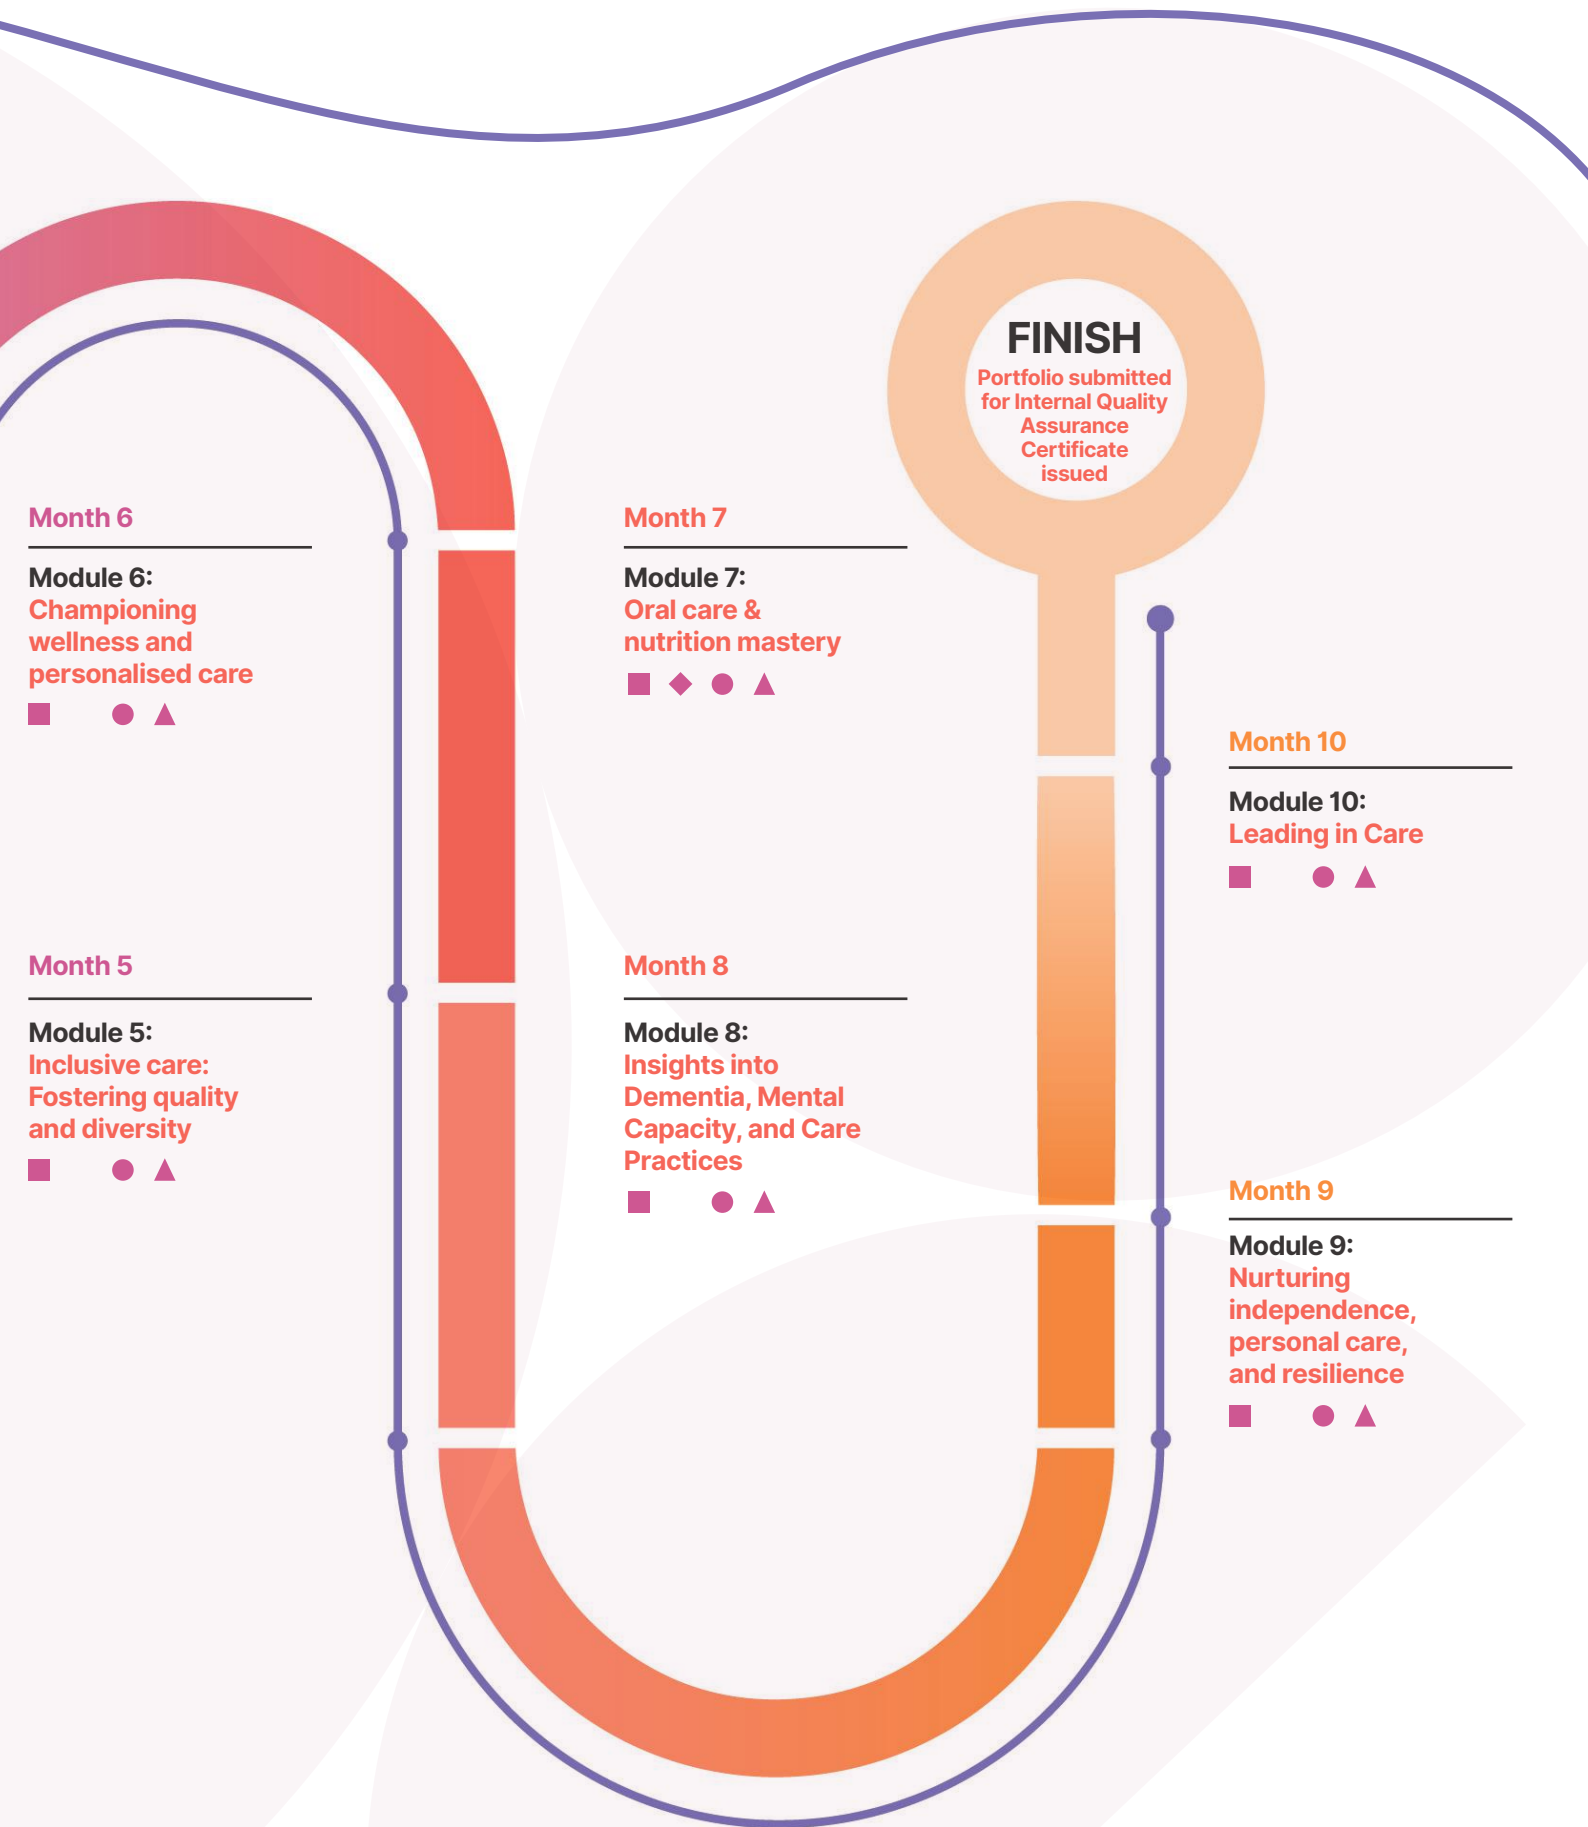 Month 6
Module 6:
Championing
wellness and
personalised care
Month 5
Module 5:
Inclusive care:
Fostering quality
and diversity
Month 7
Module 7:
Oral care &
nutrition mastery
Month 8
Module 8:
Insights into
Dementia, Mental
Capacity, and Care
Practices
FINISH
Portfolio submitted
for Internal Quality
Assurance
Certificate
issued
Month 10
Module 10:
Leading in Care
Month 9
Module 9:
Nurturing
independence,
personal care,
and resilience